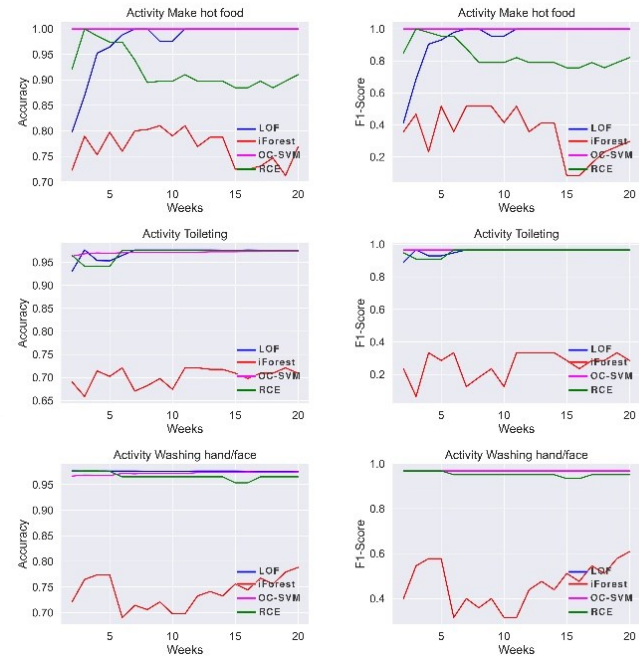 Activity Make hot food
Activity Make hot food
Accuracy
1.00
0.95
0.90
0.85
0.80
0.75
0.70
LOF
iForest
OC-SVM
RCE
5
10
15
20
Weeks
F1-Score
1.0
0.8
0.6
0.4
0.2
LOF
iForest
OC-SVM
RCE
5
10
15
20
Weeks
Activity Toileting
Activity Toileting
Accuracy
0.95
0.90
0.85
0.80
0.75
0.70
0.65
LOF
iForest
OC-SVM
RCE
5
10
15
20
Weeks
F1-Score
1.0
0.8
0.6
0.4
0.2
LOF
iForest
OC-SVM
RCE
5
10
15
20
Weeks
Activity Washing hand/face
Activity Washing hand/face
Accuracy
0.95
0.90
0.85
0.80
0.75
0.70
LOF
iForest
OC-SVM
RCE
5
10
15
20
Weeks
F1-Score
1.0
0.8
0.6
0.4
LOF
iForest
OC-SVM
RCE
5
10
15
20
Weeks